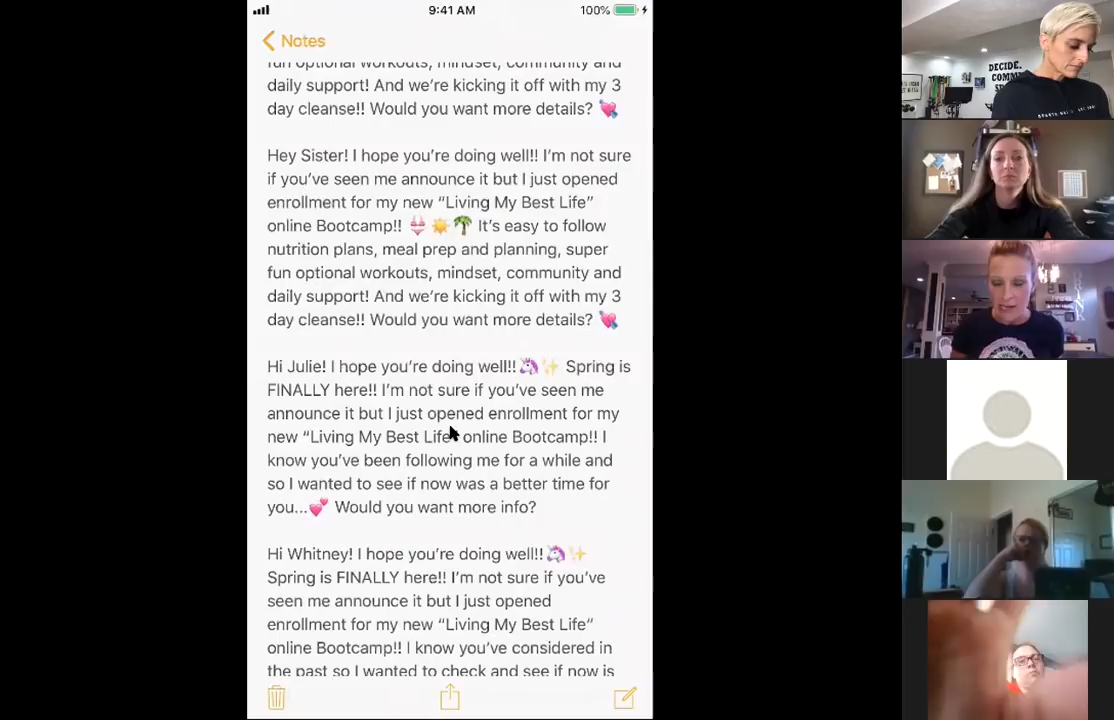 9:41 AM
100%
Notes
fun optional workouts, mindset, community and
daily support! And we're kicking it off with my 3
day cleanse!! Would you want more details? 💘
Hey Sister! I hope you're doing well!! I'm not sure
if you've seen me announce it but I just opened
enrollment for my new “Living My Best Life”
online Bootcamp!! 👙☀️🌴 It's easy to follow
nutrition plans, meal prep and planning, super
fun optional workouts, mindset, community and
daily support! And we're kicking it off with my 3
day cleanse!! Would you want more details? 💘
Hi Julie! I hope you're doing well!!🦄✨ Spring is
FINALLY here!! I'm not sure if you've seen me
announce it but I just opened enrollment for my
new “Living My Best Life” online Bootcamp!! I
know you've been following me for a while and
so I wanted to see if now was a better time for
you...💕 Would you want more info?
Hi Whitney! I hope you're doing well!!🦄✨
Spring is FINALLY here!! I'm not sure if you've
seen me announce it but I just opened
enrollment for my new “Living My Best Life”
online Bootcamp!! I know you've considered in
the past so I wanted to check and see if now is
DECIDE.